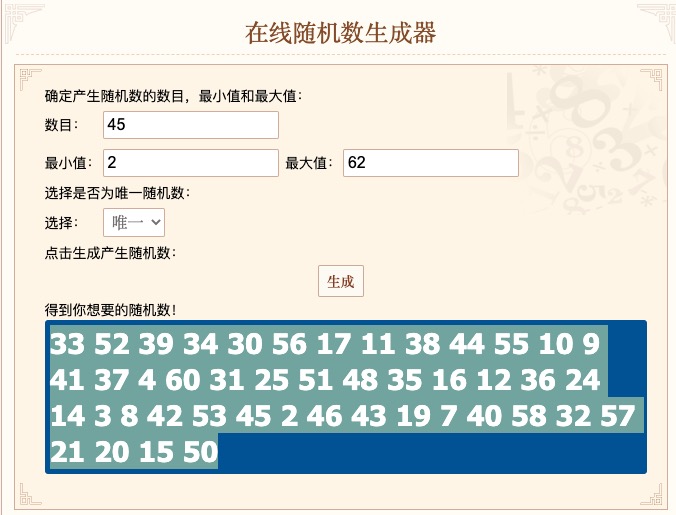 在线随机数生成器
确定产生随机数的数目，最小值和最大值：
数目： 45
最小值： 2 最大值： 62
选择是否为唯一随机数：
选择： 唯一
点击生成产生随机数：
生成
得到你想要的随机数！
33 52 39 34 30 56 17 11 38 44 55 10 9
41 37 4 60 31 25 51 48 35 16 12 36 24
14 3 8 42 53 45 2 46 43 19 7 40 58 32 57
21 20 15 50